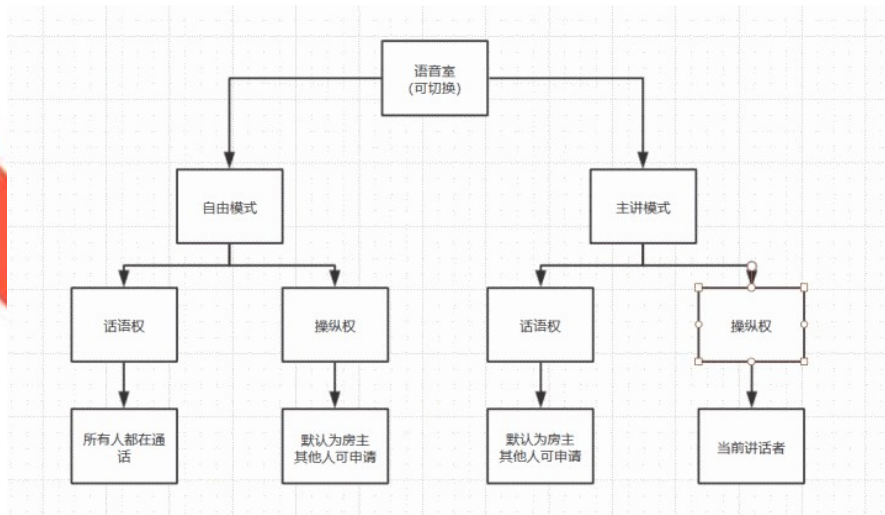 语音室
(可切换)
自由模式
主讲模式
话语权
操纵权
话语权
操纵权
所有人都在通
话
默认为房主
其他人可申请
默认为房主
其他人可申请
当前讲话者